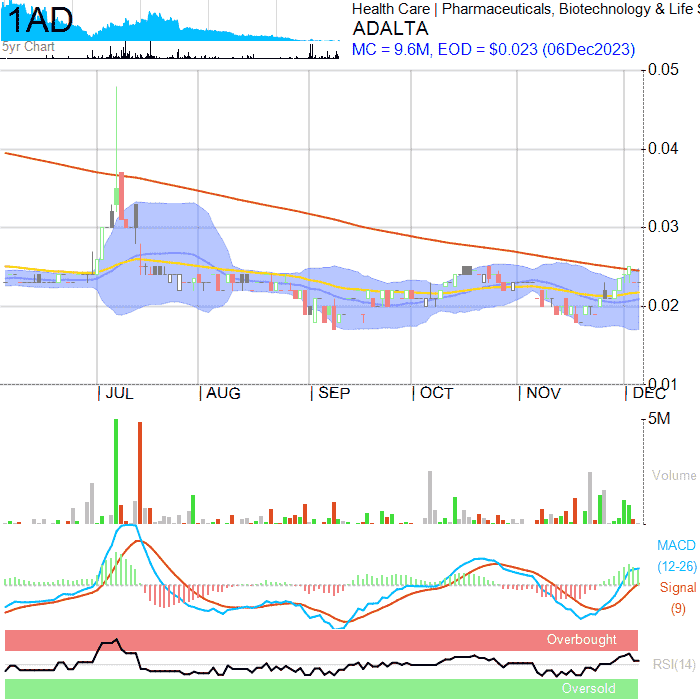 1AD
5yr Chart
Health Care | Pharmaceuticals, Biotechnology & Life S
ADALTA
MC = 9.6M, EOD = $0.023 (06Dec2023)
0.05
0.04
0.03
0.02
0.01
JUL AUG SEP OCT NOV DEC
5M
Volume
MACD
(12-26)
Signal
(9)
Overbought
RSI(14)
Oversold